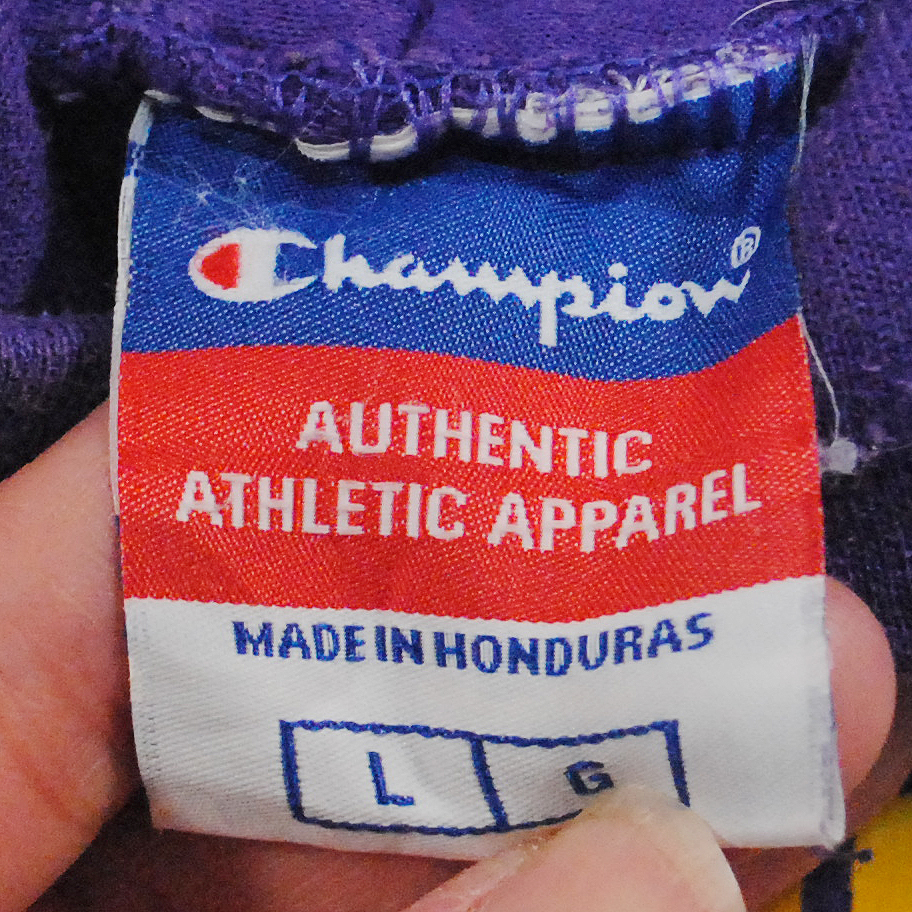 Champion®
AUTHENTIC
ATHLETIC APPAREL
MADE IN HONDURAS
L G